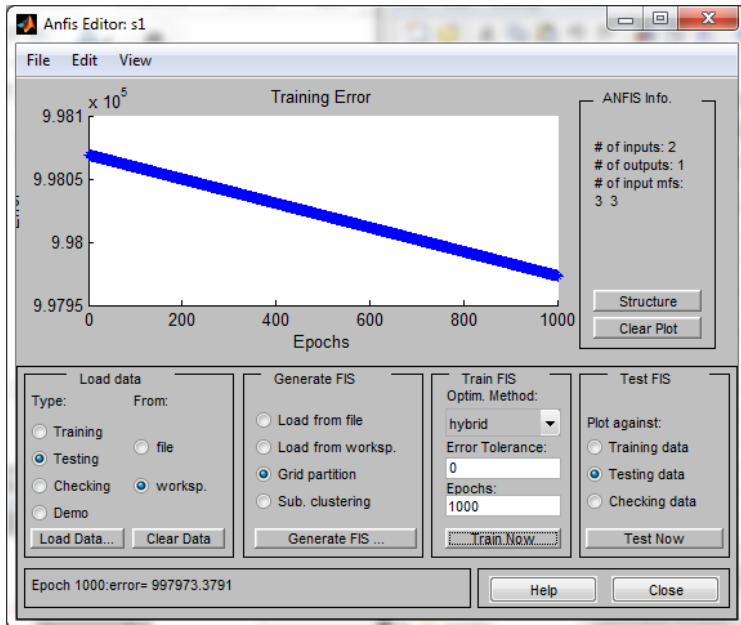 Anfis Editor: s1
File Edit View
x 10^5
Training Error
9.981
9.9805
9.98
9.9795
0 200 400 600 800 1000
Epochs
ANFIS Info.
# of inputs: 2
# of outputs: 1
# of input mfs:
3 3
Structure
Clear Plot
Load data
Type: From:
Training
file
Testing
Checking
worksp.
Demo
Load Data... Clear Data
Generate FIS
Load from file
Load from worksp.
Grid partition
Sub. clustering
Generate FIS ...
Train FIS
Optim. Method:
hybrid
Error Tolerance:
0
Epochs:
1000
Train Now
Test FIS
Plot against:
Training data
Testing data
Checking data
Test Now
Epoch 1000:error= 997973.3791
Help Close